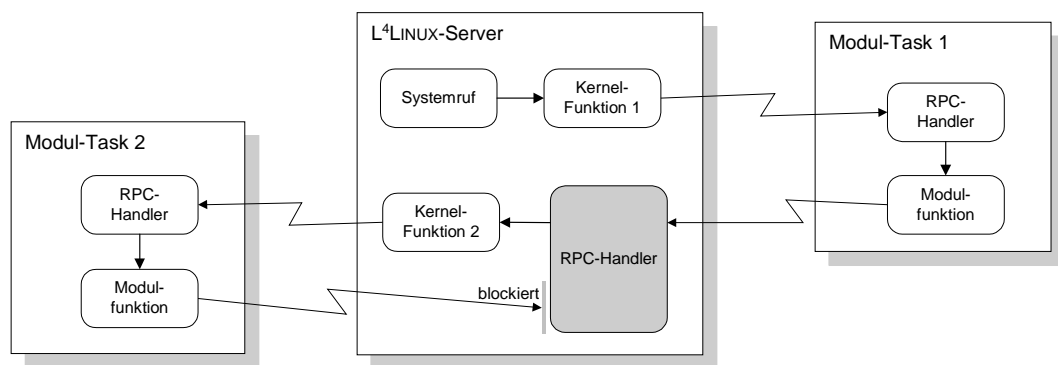 L⁴LINUX-Server
Systemruf
Kernel-
Funktion 1
Kernel-
Funktion 2
RPC-Handler
blockiert
Modul-Task 1
RPC-
Handler
Modul-
funktion
Modul-Task 2
RPC-
Handler
Modul-
funktion